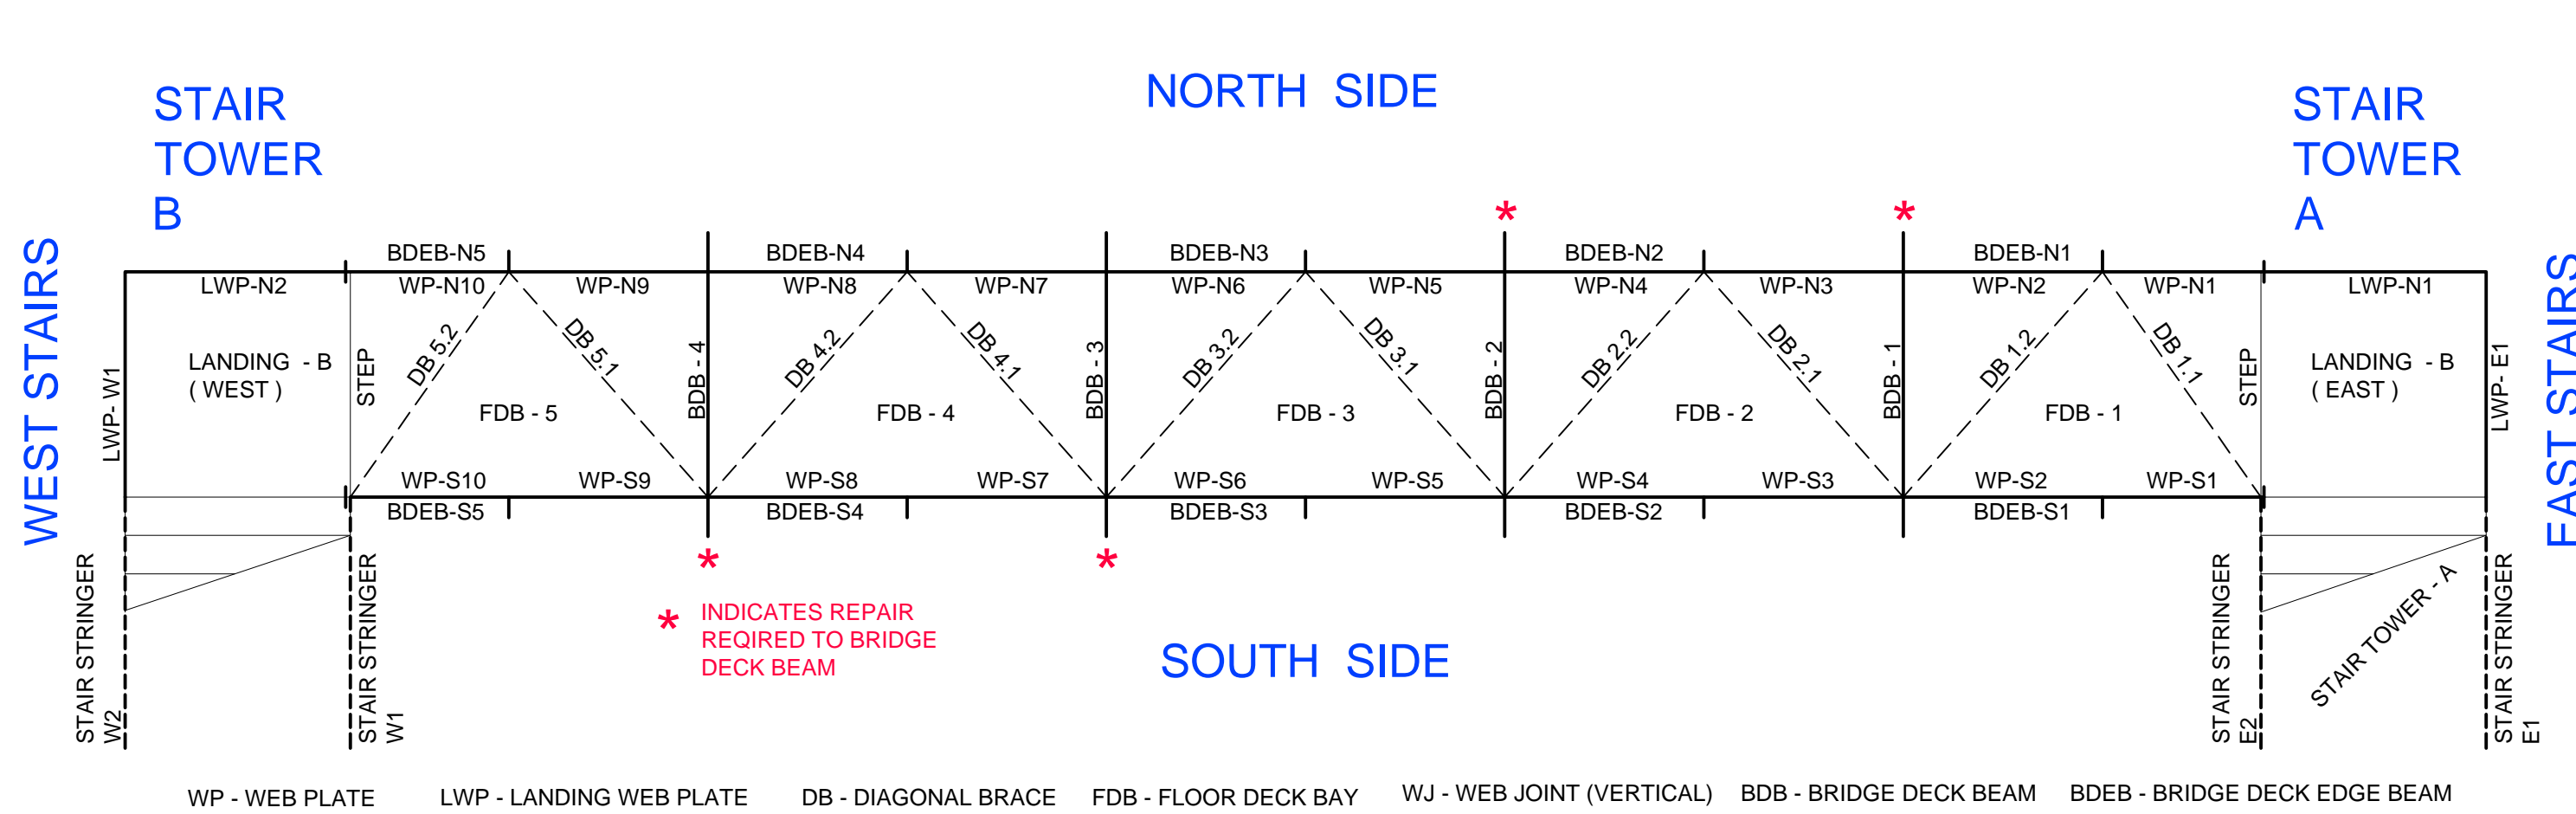 NORTH  SIDE
STAIR
TOWER
B
STAIR
TOWER
A
*
*
WEST STAIRS
EAST STAIRS
BDEB-N5
BDEB-N4
BDEB-N3
BDEB-N2
BDEB-N1
LWP-N2
WP-N10
WP-N9
WP-N8
WP-N7
WP-N6
WP-N5
WP-N4
WP-N3
WP-N2
WP-N1
LWP-N1
LWP- W1
LANDING  - B
( WEST )
STEP
DB 5.2
DB 5.1
BDB - 4
DB 4.2
DB 4.1
BDB - 3
DB 3.2
DB 3.1
BDB - 2
DB 2.2
DB 2.1
BDB - 1
DB 1.2
DB 1.1
STEP
LANDING  - B
( EAST )
LWP- E1
FDB - 5
FDB - 4
FDB - 3
FDB - 2
FDB - 1
WP-S10
WP-S9
WP-S8
WP-S7
WP-S6
WP-S5
WP-S4
WP-S3
WP-S2
WP-S1
BDEB-S5
BDEB-S4
BDEB-S3
BDEB-S2
BDEB-S1
*
*
STAIR STRINGER
W2
STAIR STRINGER
W1
* INDICATES REPAIR
REQIRED TO BRIDGE
DECK BEAM
SOUTH  SIDE
STAIR STRINGER
E2
STAIR TOWER - A
STAIR STRINGER
E1
WP - WEB PLATE
LWP - LANDING WEB PLATE
DB - DIAGONAL BRACE
FDB - FLOOR DECK BAY
WJ - WEB JOINT (VERTICAL)
BDB - BRIDGE DECK BEAM
BDEB - BRIDGE DECK EDGE BEAM